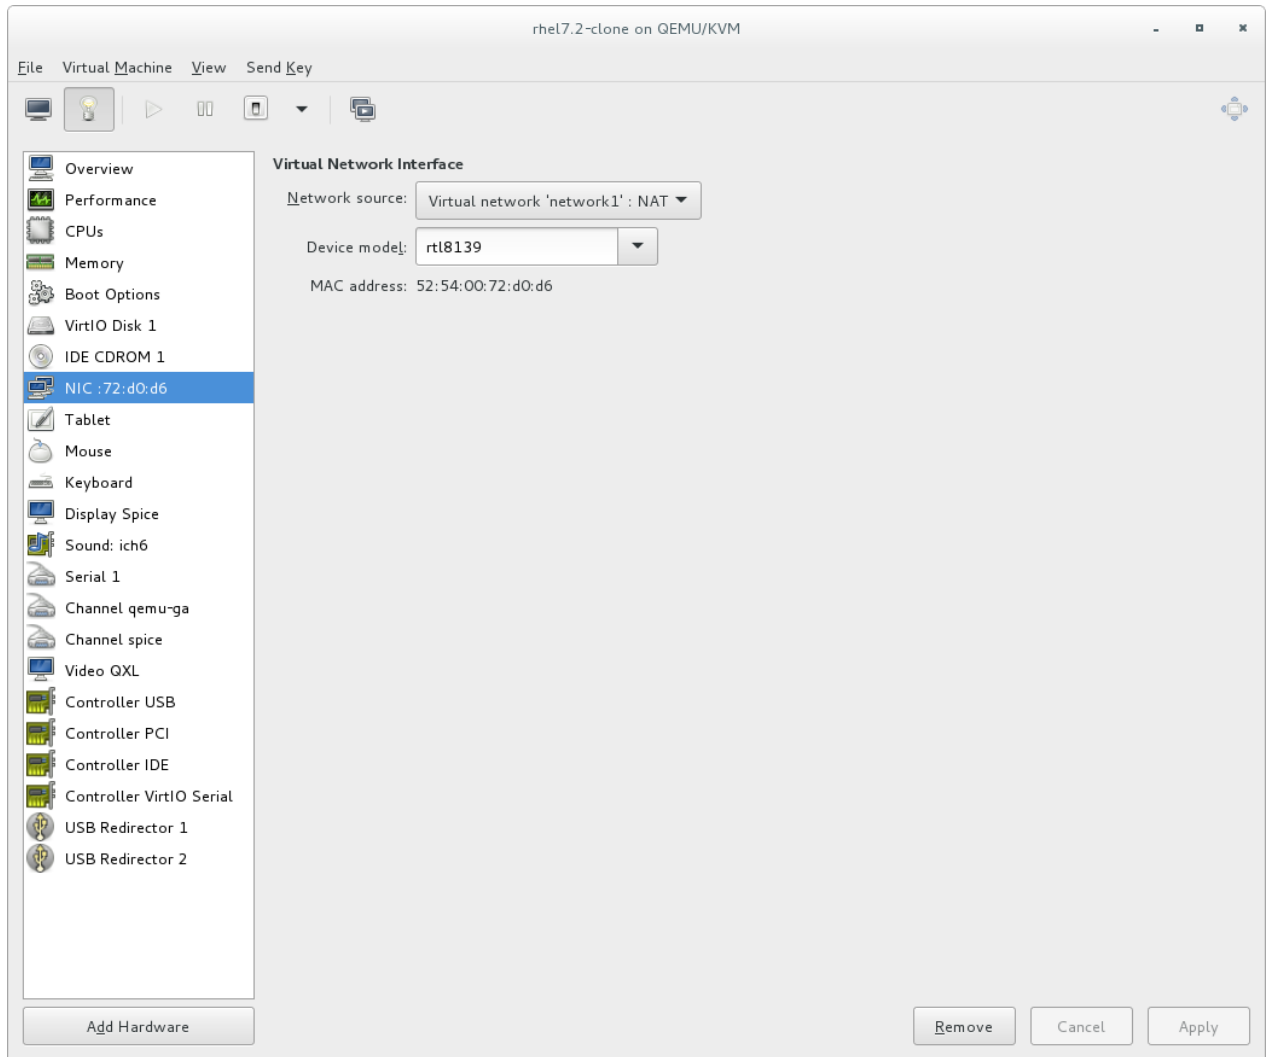 rhel7.2-clone on QEMU/KVM
File Virtual Machine View Send Key
Overview
Performance
CPUs
Memory
Boot Options
VirtIO Disk 1
IDE CDROM 1
NIC :72:d0:d6
Tablet
Mouse
Keyboard
Display Spice
Sound: ich6
Serial 1
Channel qemu-ga
Channel spice
Video QXL
Controller USB
Controller PCI
Controller IDE
Controller VirtIO Serial
USB Redirector 1
USB Redirector 2
Add Hardware
Virtual Network Interface
Network source: Virtual network 'network1' : NAT
Device model: rtl8139
MAC address: 52:54:00:72:d0:d6
Remove Cancel Apply